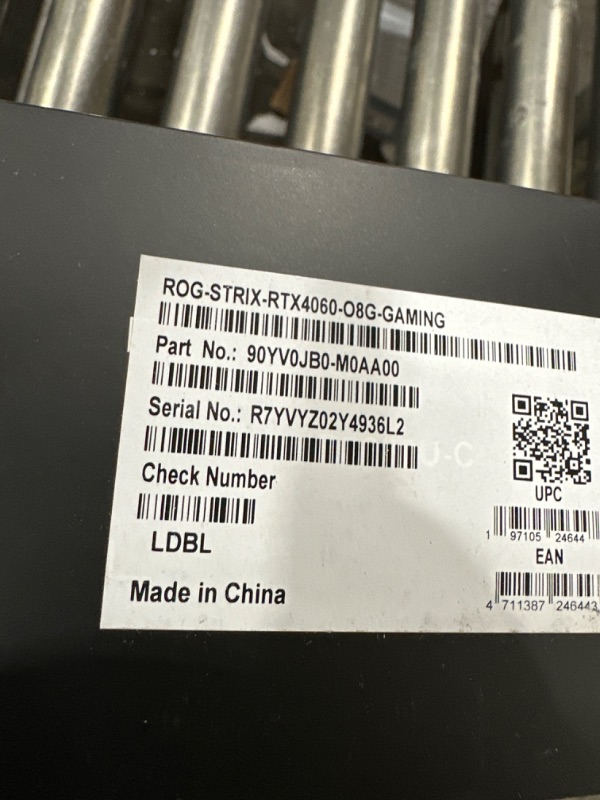 ROG-STRIX-RTX4060-O8G-GAMING
Part No.: 90YV0JB0-M0AA00
Serial No.: R7YVYZ02Y4936L2
U-C
Check Number
LDBL
Made in China
UPC
1 97105 24644
EAN
4 711387 246443